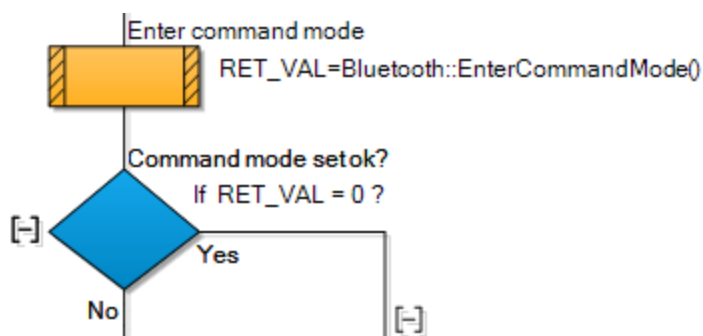 Enter command mode
RET_VAL=Bluetooth::EnterCommandMode()
Command mode set ok?
If RET_VAL = 0 ?
[-]
Yes
No
[-]